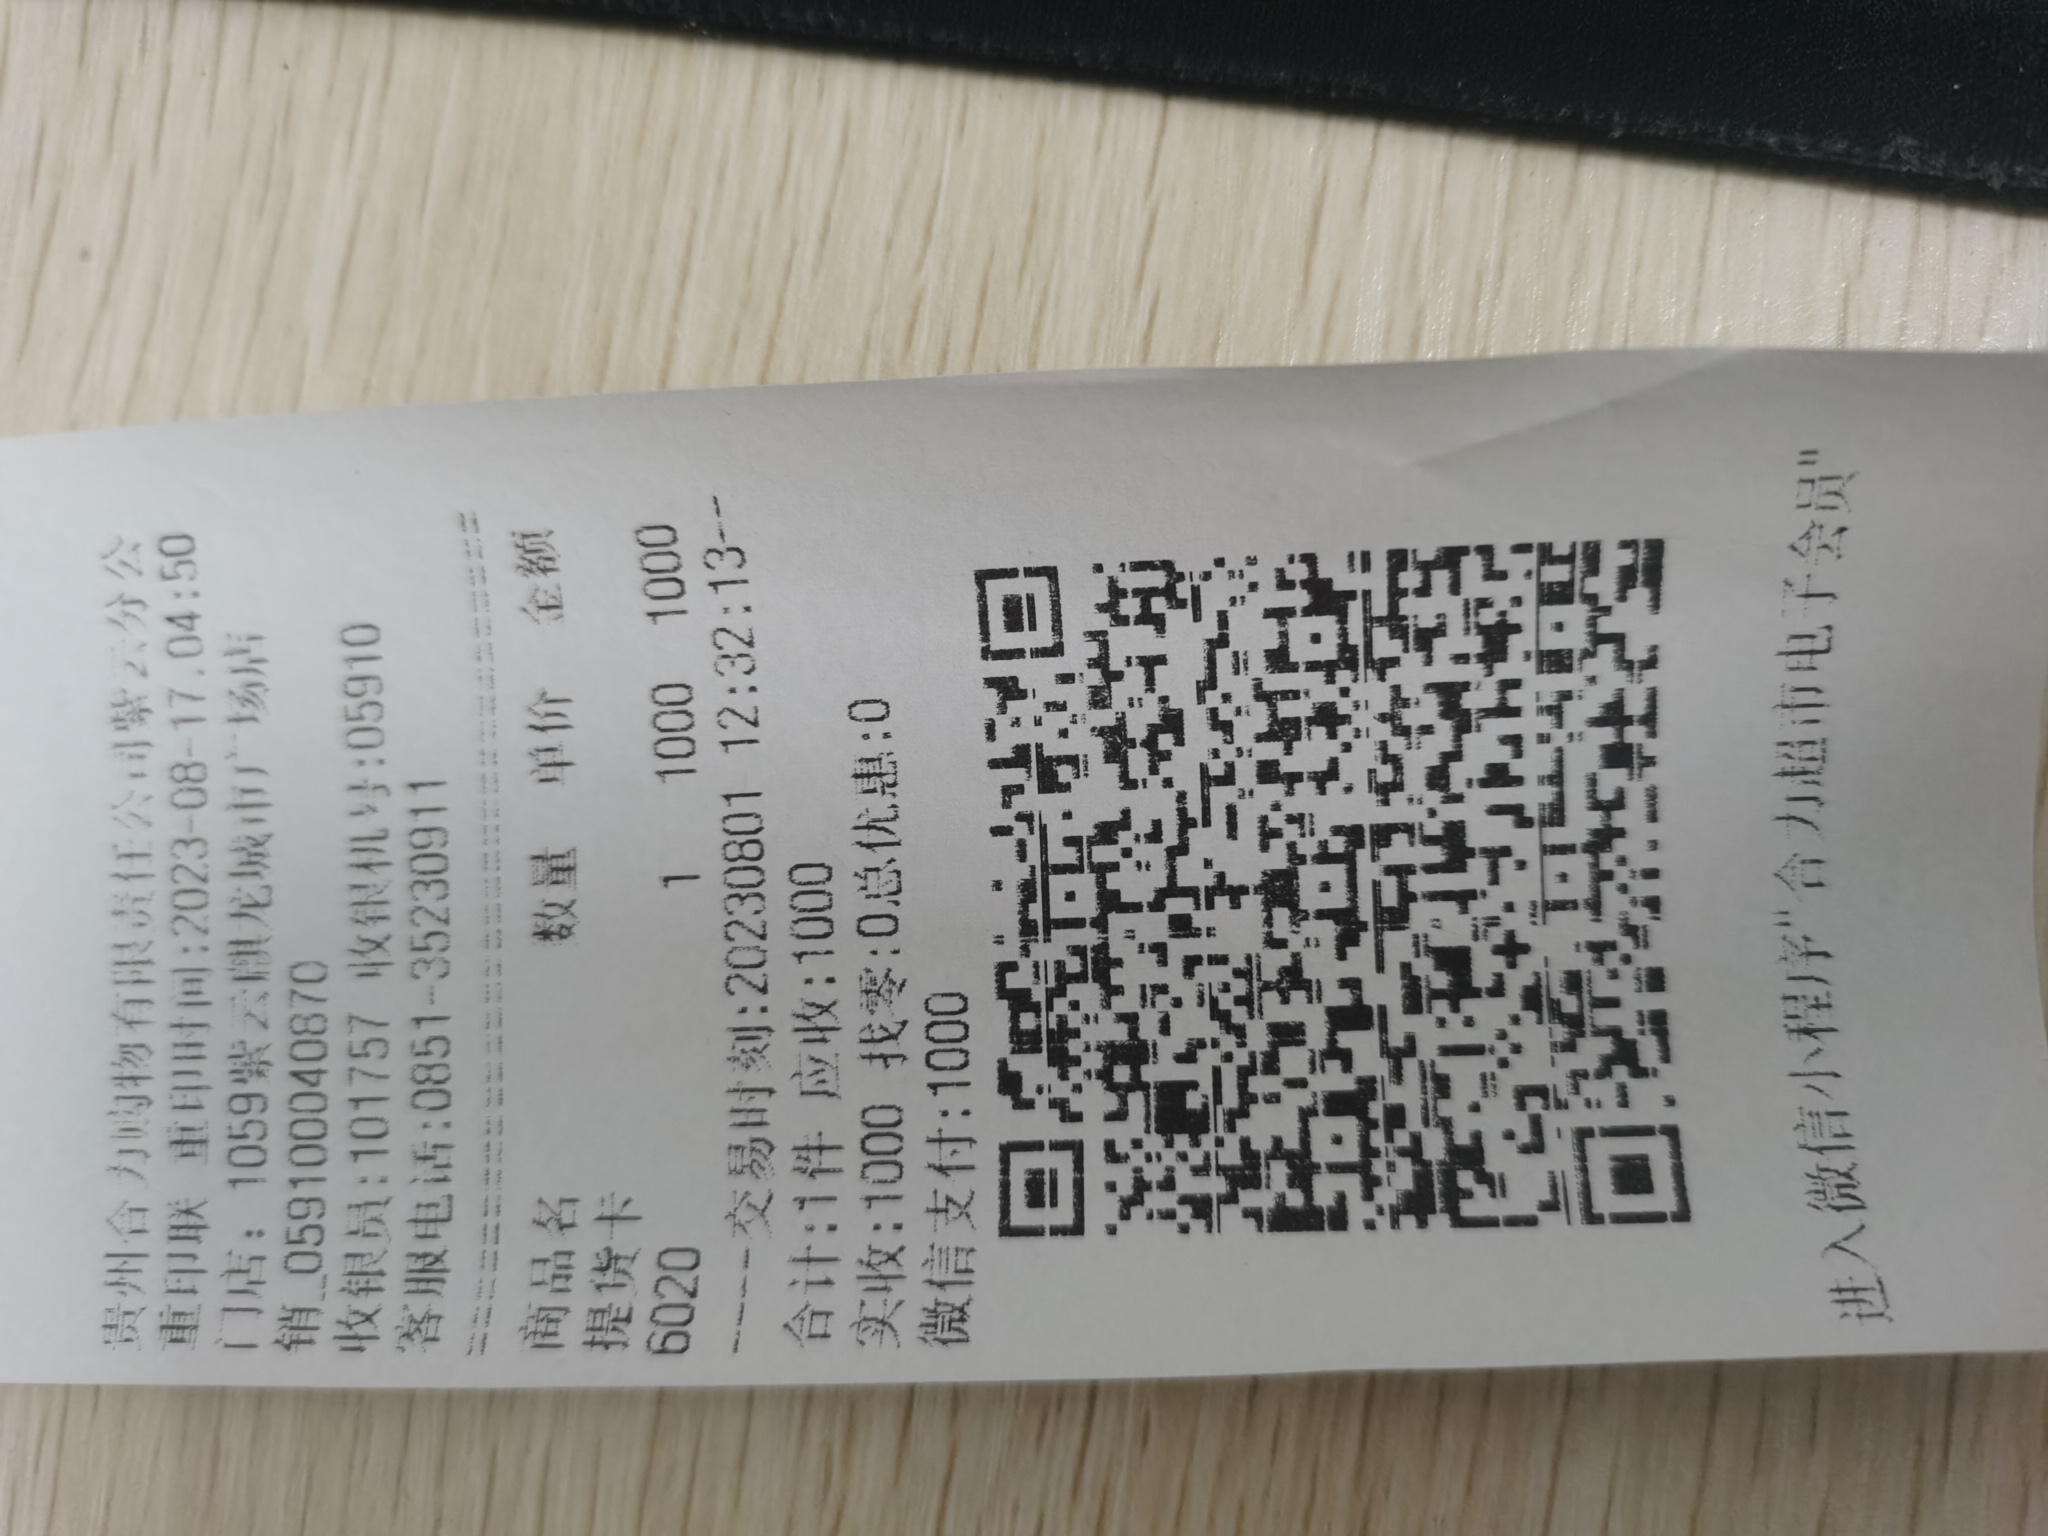 贵州合力购物有限责任公司紫云分公
重印联 重印时间:2023-08-17.04:50
门店: 1059紫云麒龙城市广场店
销_059100040870
收银员:101757 收银机号:05910
客服电话:0851-35230911
================================
商品名 数量 单价 金额
提货卡
6020 1 1000 1000
----交易时刻:20230801 12:32:13---
合计:1件 应收:1000
实收:1000 找零:0总优惠:0
微信支付:1000
进入微信小程序"合力超市电子会员"